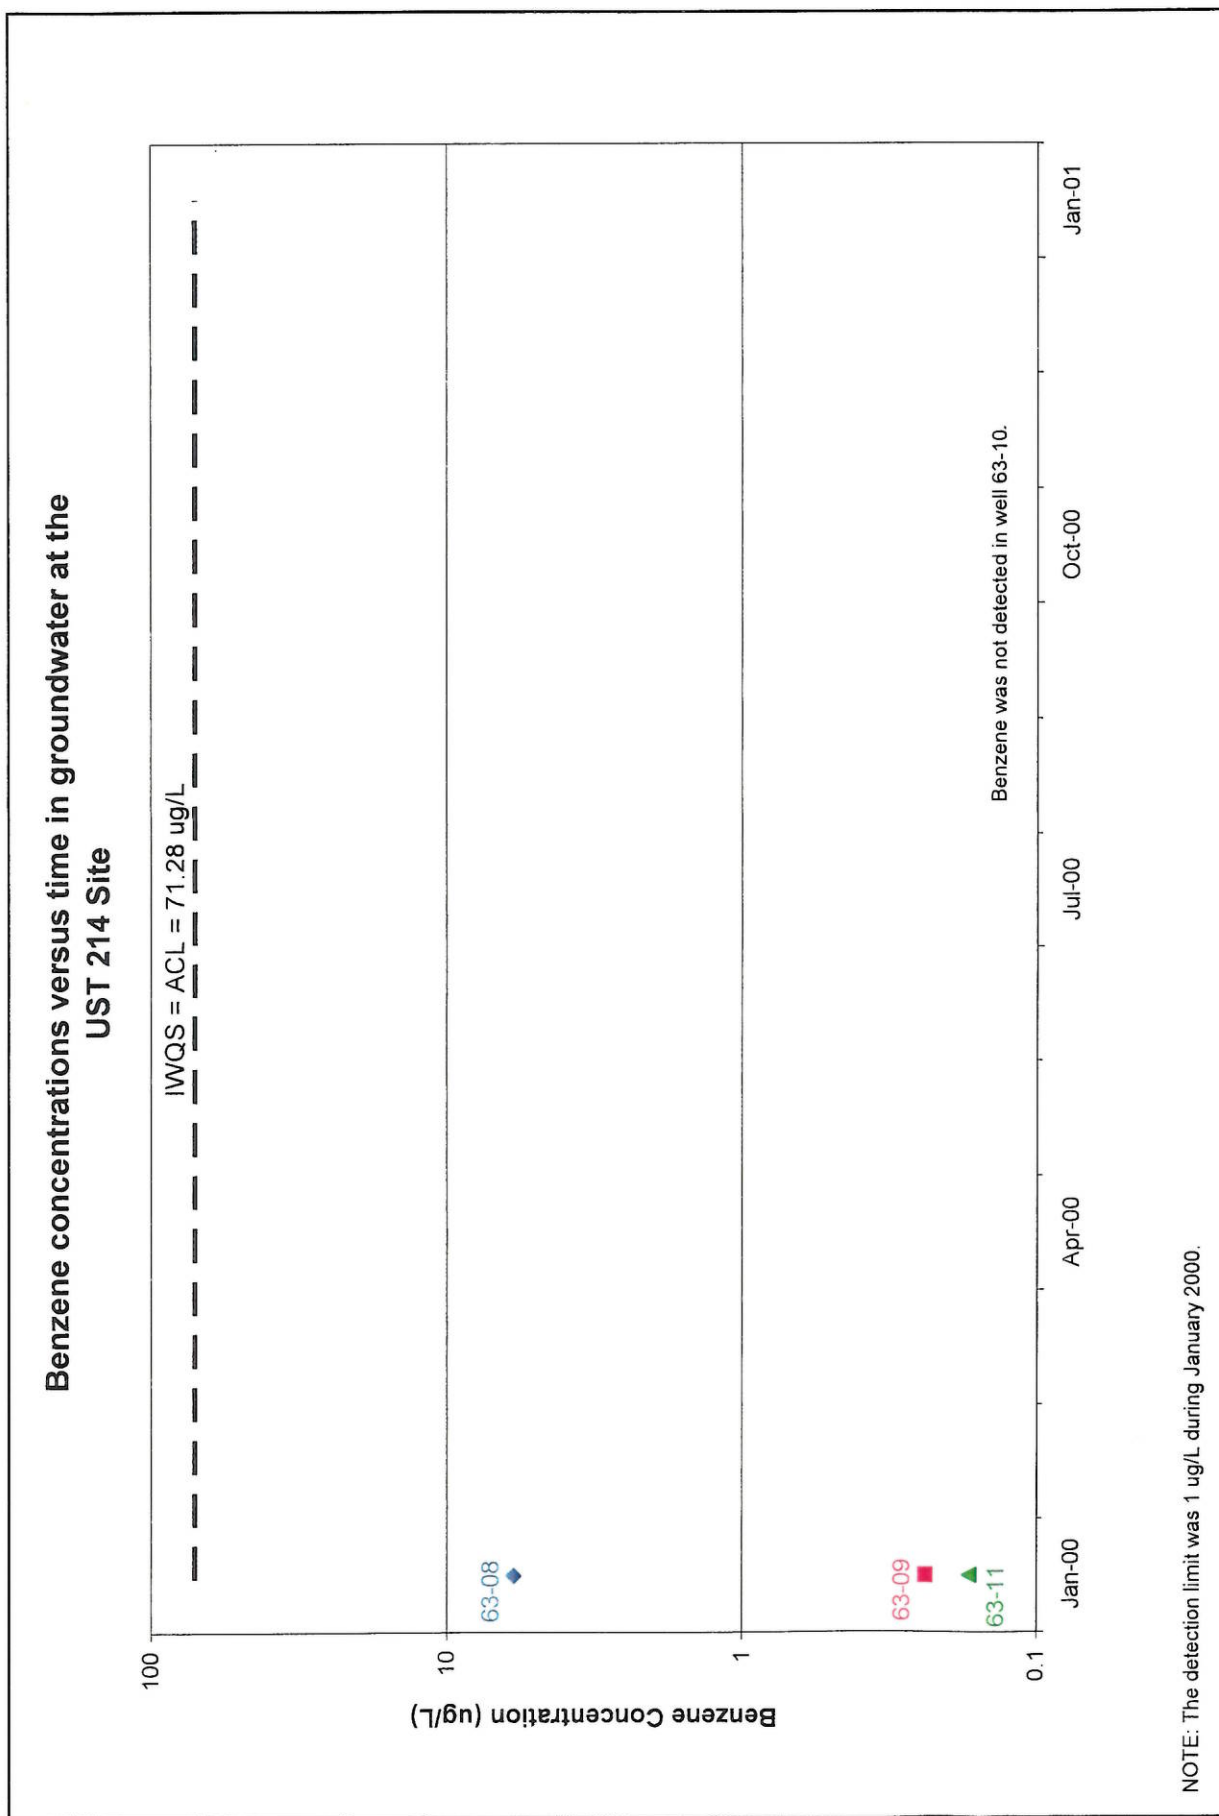 Benzene concentrations versus time in groundwater at the
UST 214 Site
100
10
1
0.1
Benzene Concentration (ug/L)
IWQS = ACL = 71.28 ug/L
63-08
63-09
63-11
Benzene was not detected in well 63-10.
Jan-00
Apr-00
Jul-00
Oct-00
Jan-01
NOTE: The detection limit was 1 ug/L during January 2000.